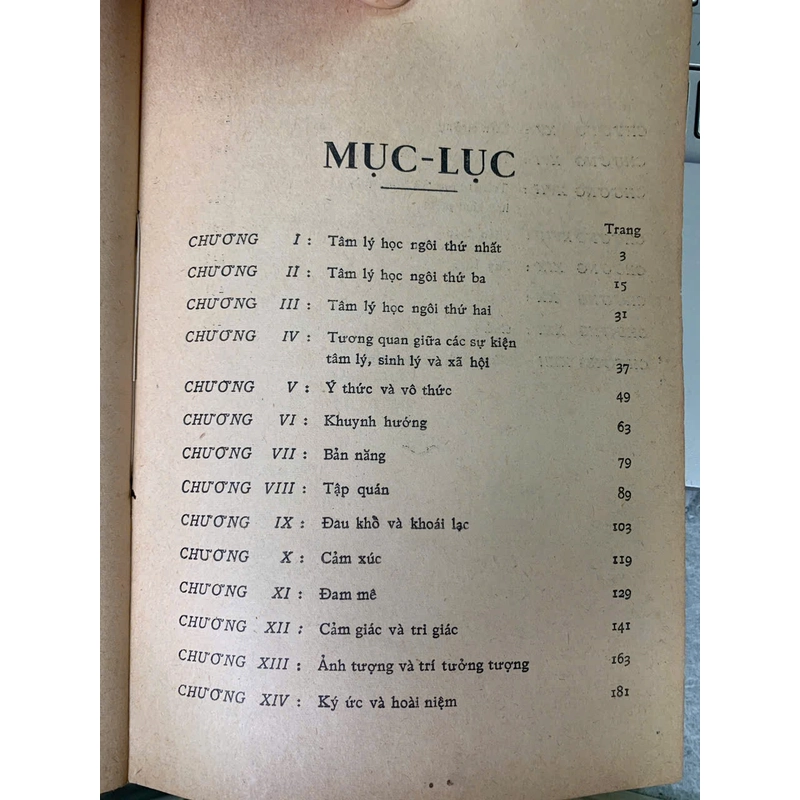 MỤC-LỤC
Trang
CHƯƠNG I : Tâm lý học ngôi thứ nhất 3
CHƯƠNG II : Tâm lý học ngôi thứ ba 15
CHƯƠNG III : Tâm lý học ngôi thứ hai 31
CHƯƠNG IV : Tương quan giữa các sự kiện
tâm lý, sinh lý và xã hội 37
CHƯƠNG V : Ý thức và vô thức 49
CHƯƠNG VI : Khuynh hướng 63
CHƯƠNG VII : Bản năng 79
CHƯƠNG VIII : Tập quán 89
CHƯƠNG IX : Đau khổ và khoái lạc 103
CHƯƠNG X : Cảm xúc 119
CHƯƠNG XI : Đam mê 129
CHƯƠNG XII : Cảm giác và tri giác 141
CHƯƠNG XIII : Ảnh tượng và trí tưởng tượng 163
CHƯƠNG XIV : Ký ức và hoài niệm 181